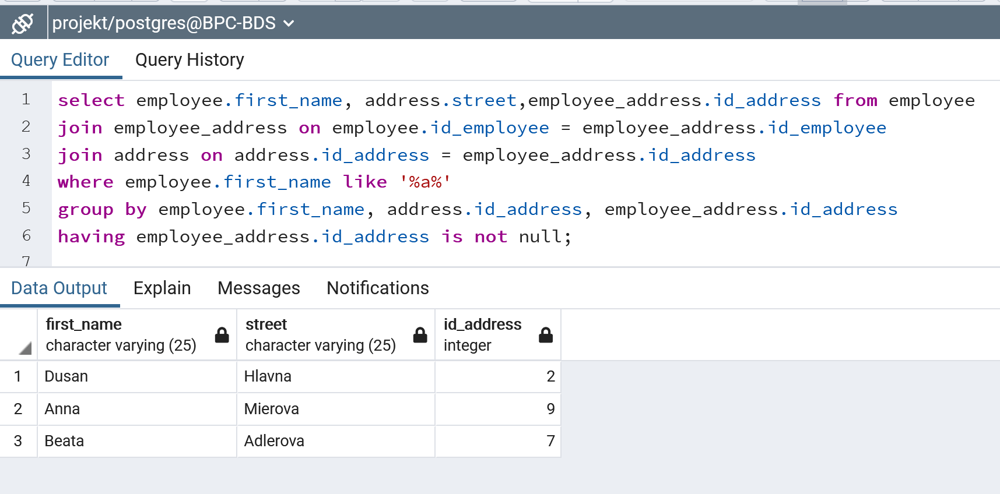 projekt/postgres@BPC-BDS
Query Editor Query History
1 select employee.first_name, address.street,employee_address.id_address from employee
2 join employee_address on employee.id_employee = employee_address.id_employee
3 join address on address.id_address = employee_address.id_address
4 where employee.first_name like '%a%'
5 group by employee.first_name, address.id_address, employee_address.id_address
6 having employee_address.id_address is not null;
7
Data Output Explain Messages Notifications
first_name street id_address
character varying (25) character varying (25) integer
1 Dusan Hlavna 2
2 Anna Mierova 9
3 Beata Adlerova 7